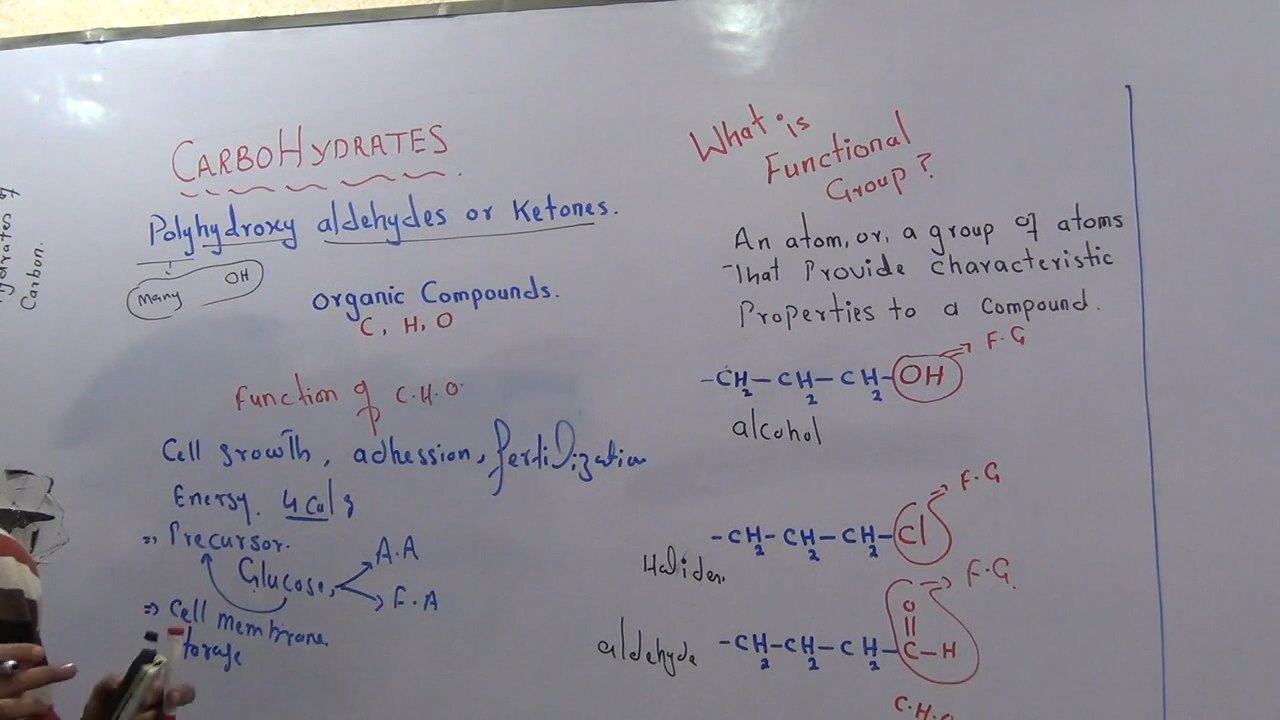 CARBOHYDRATES
Polyhydroxy aldehydes or Ketones.
Many OH
organic Compounds.
C, H, O
Function of C.H.O
Cell growth, adhession, fertilization
Energy. 4 cal g
⇒ Precursor.
Glucose, A.A
F.A
⇒ Cell membrane
torage
Carbon.
What is
Functional
Group?
An atom, or, a group of atoms
That Provide Characteristic
Properties to a Compound.
-CH2-CH2-CH2-OH ⇒ F.G
alcohol
-CH2-CH2-CH2-Cl ⇒ F.G
Halides.
⇒ F.G
O
||
aldehyde -CH2-CH2-CH2-C-H